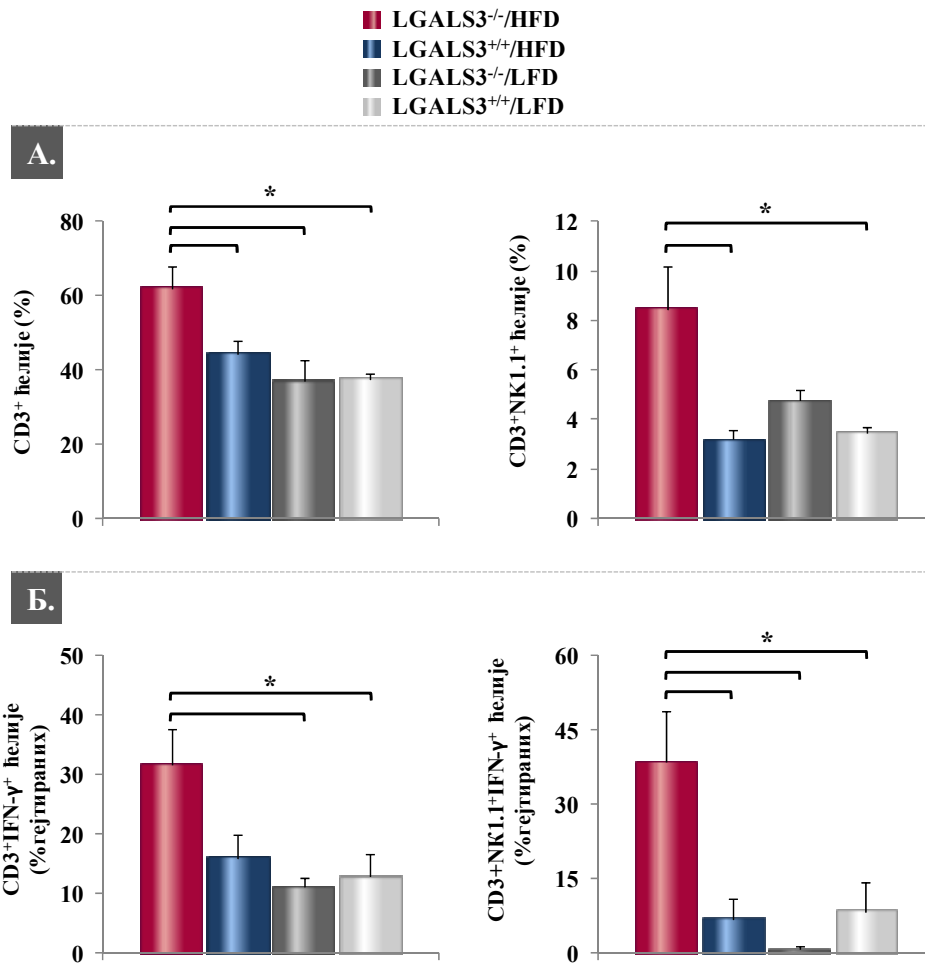 LGALS3-/-/HFD
LGALS3+/+/HFD
LGALS3-/-/LFD
LGALS3+/+/LFD
А.
*
80
60
40
20
0
CD3+ ћелије (%)
*
12
10
8
6
4
2
0
CD3+NK1.1+ ћелије (%)
Б.
*
50
40
30
20
10
0
CD3+IFN-γ+ ћелије
(%гејтираних)
*
60
45
30
15
0
CD3+NK1.1+IFN-γ+ ћелије
(%гејтираних)